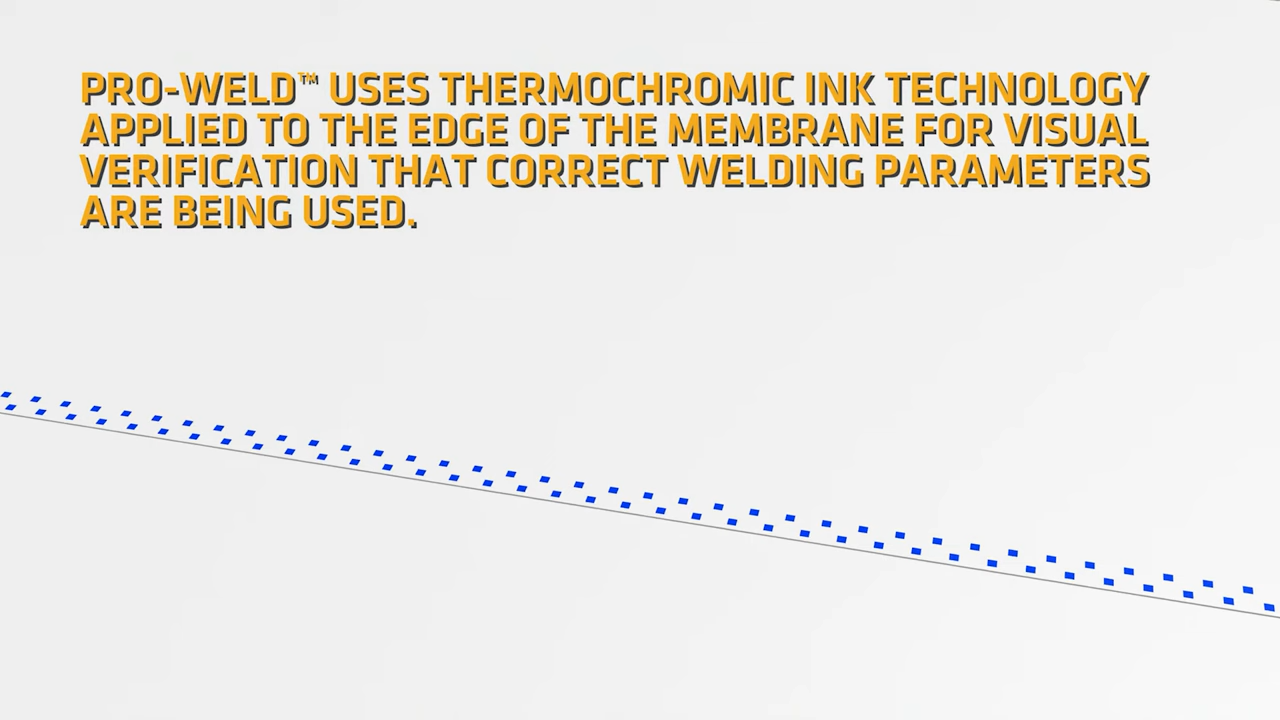 PRO-WELD™ USES THERMOCHROMIC INK TECHNOLOGY
APPLIED TO THE EDGE OF THE MEMBRANE FOR VISUAL
VERIFICATION THAT CORRECT WELDING PARAMETERS
ARE BEING USED.